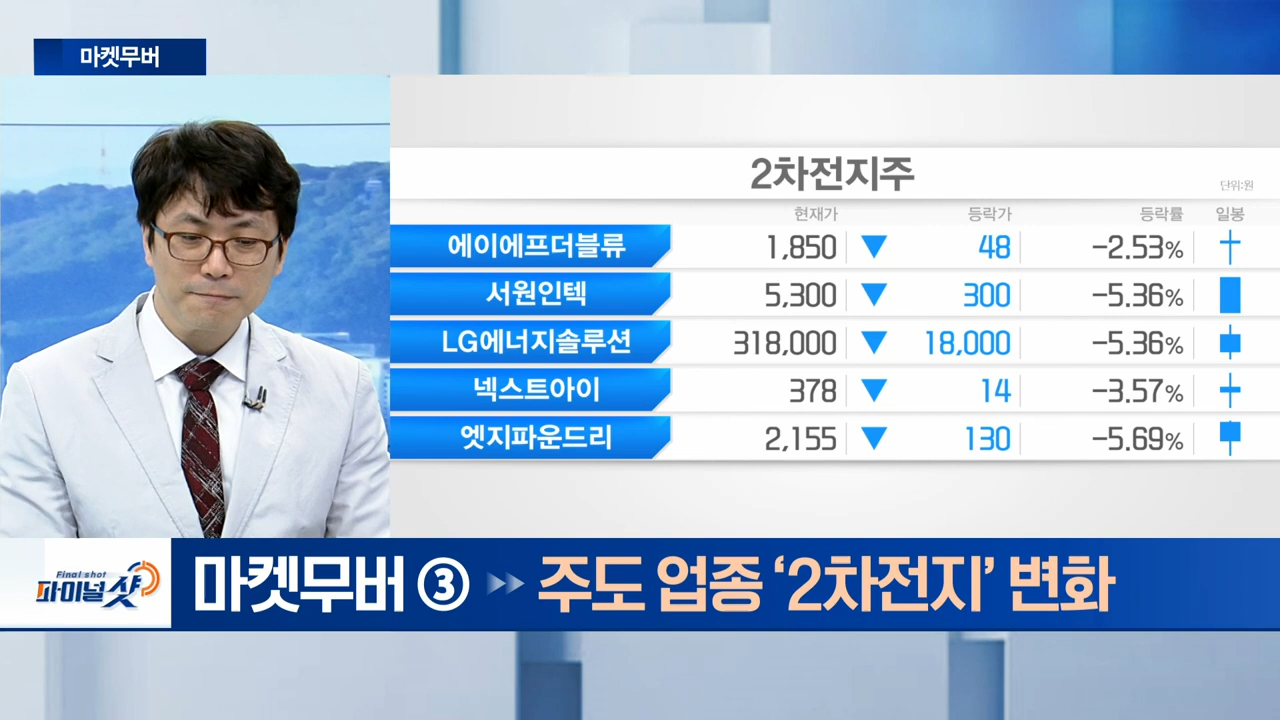 마켓무버
2차전지주
단위:원
현재가 등락가 등락률 일봉
에이에프더블류 1,850 ▼ 48 -2.53%
서원인텍 5,300 ▼ 300 -5.36%
LG에너지솔루션 318,000 ▼ 18,000 -5.36%
넥스트아이 378 ▼ 14 -3.57%
엣지파운드리 2,155 ▼ 130 -5.69%
Final shot
파이널샷
마켓무버 ③ ▶▶ 주도 업종 ‘2차전지’ 변화